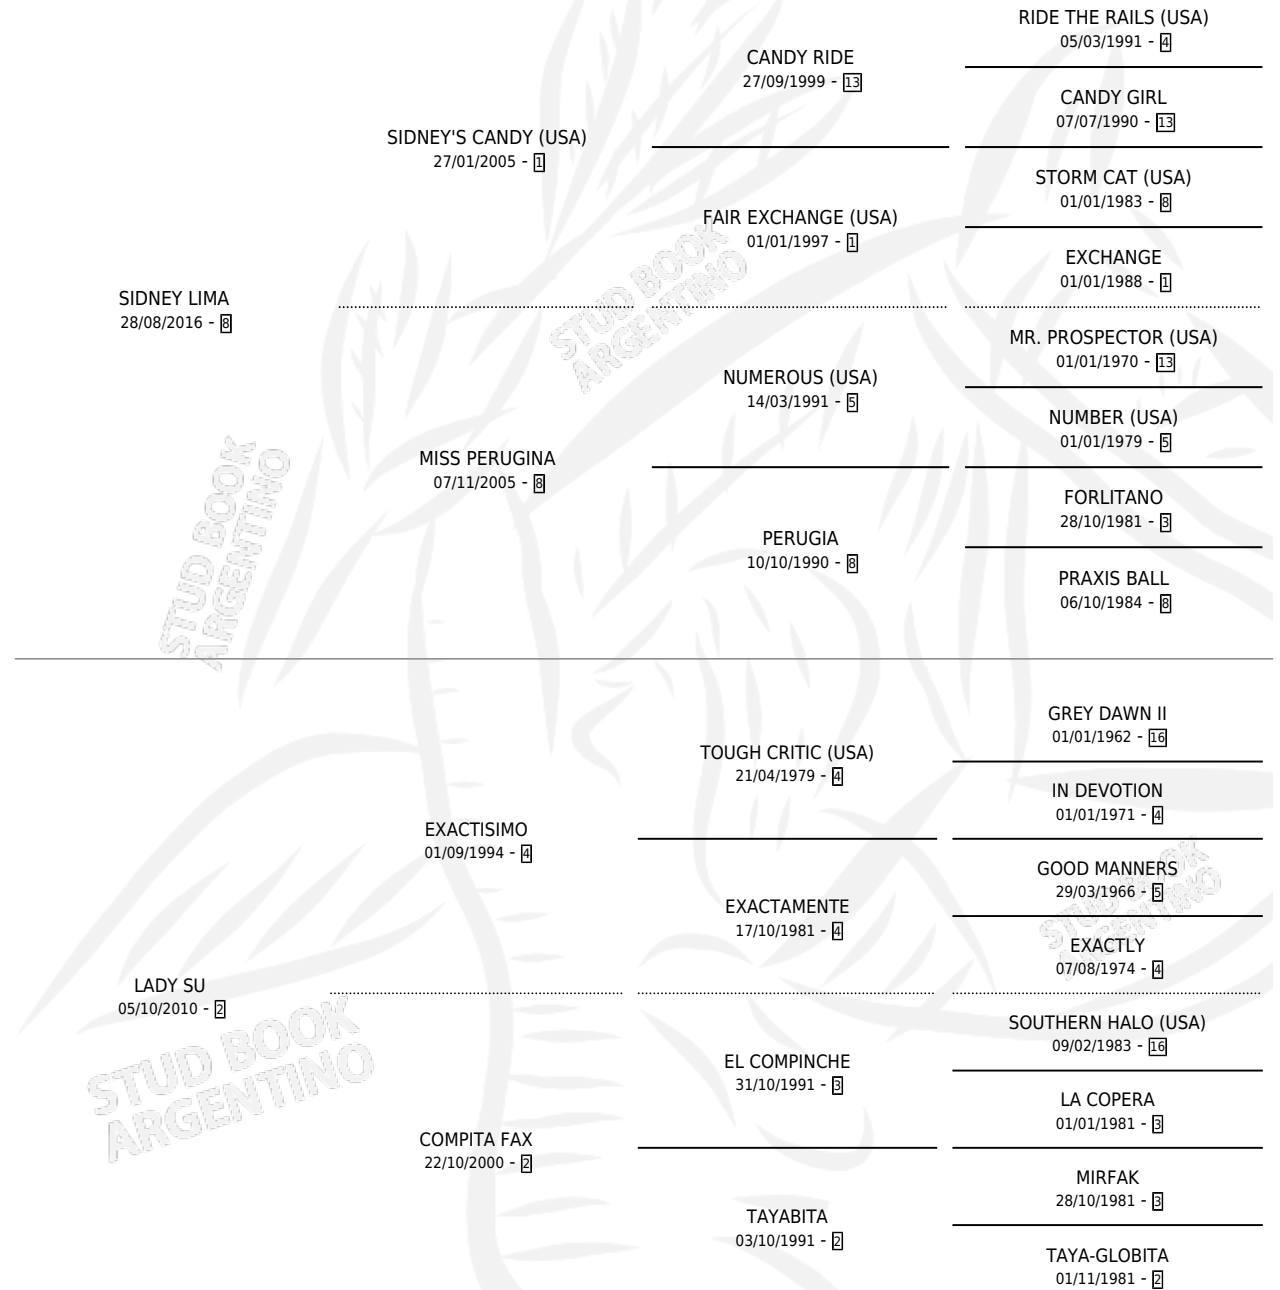 RIDE THE RAILS (USA)
05/03/1991 - 4
CANDY RIDE
27/09/1999 - 13
CANDY GIRL
07/07/1990 - 13
SIDNEY'S CANDY (USA)
27/01/2005 - 1
STORM CAT (USA)
01/01/1983 - 8
FAIR EXCHANGE (USA)
01/01/1997 - 1
EXCHANGE
01/01/1988 - 1
SIDNEY LIMA
28/08/2016 - 8
MR. PROSPECTOR (USA)
01/01/1970 - 13
NUMEROUS (USA)
14/03/1991 - 5
NUMBER (USA)
01/01/1979 - 5
MISS PERUGINA
07/11/2005 - 8
FORLITANO
28/10/1981 - 3
PERUGIA
10/10/1990 - 8
PRAXIS BALL
06/10/1984 - 8
GREY DAWN II
01/01/1962 - 16
TOUGH CRITIC (USA)
21/04/1979 - 4
IN DEVOTION
01/01/1971 - 4
EXACTISIMO
01/09/1994 - 4
GOOD MANNERS
29/03/1966 - 5
EXACTAMENTE
17/10/1981 - 4
EXACTLY
07/08/1974 - 4
LADY SU
05/10/2010 - 2
SOUTHERN HALO (USA)
09/02/1983 - 16
EL COMPINCHE
31/10/1991 - 3
LA COPERA
01/01/1981 - 3
COMPITA FAX
22/10/2000 - 2
MIRFAK
28/10/1981 - 3
TAYABITA
03/10/1991 - 2
TAYA-GLOBITA
01/11/1981 - 2
STUD BOOK
ARGENTINO
STUD BOOK
ARGENTINO
STUD BOOK
ARGENTINO
STUD BOOK
ARGENTINO